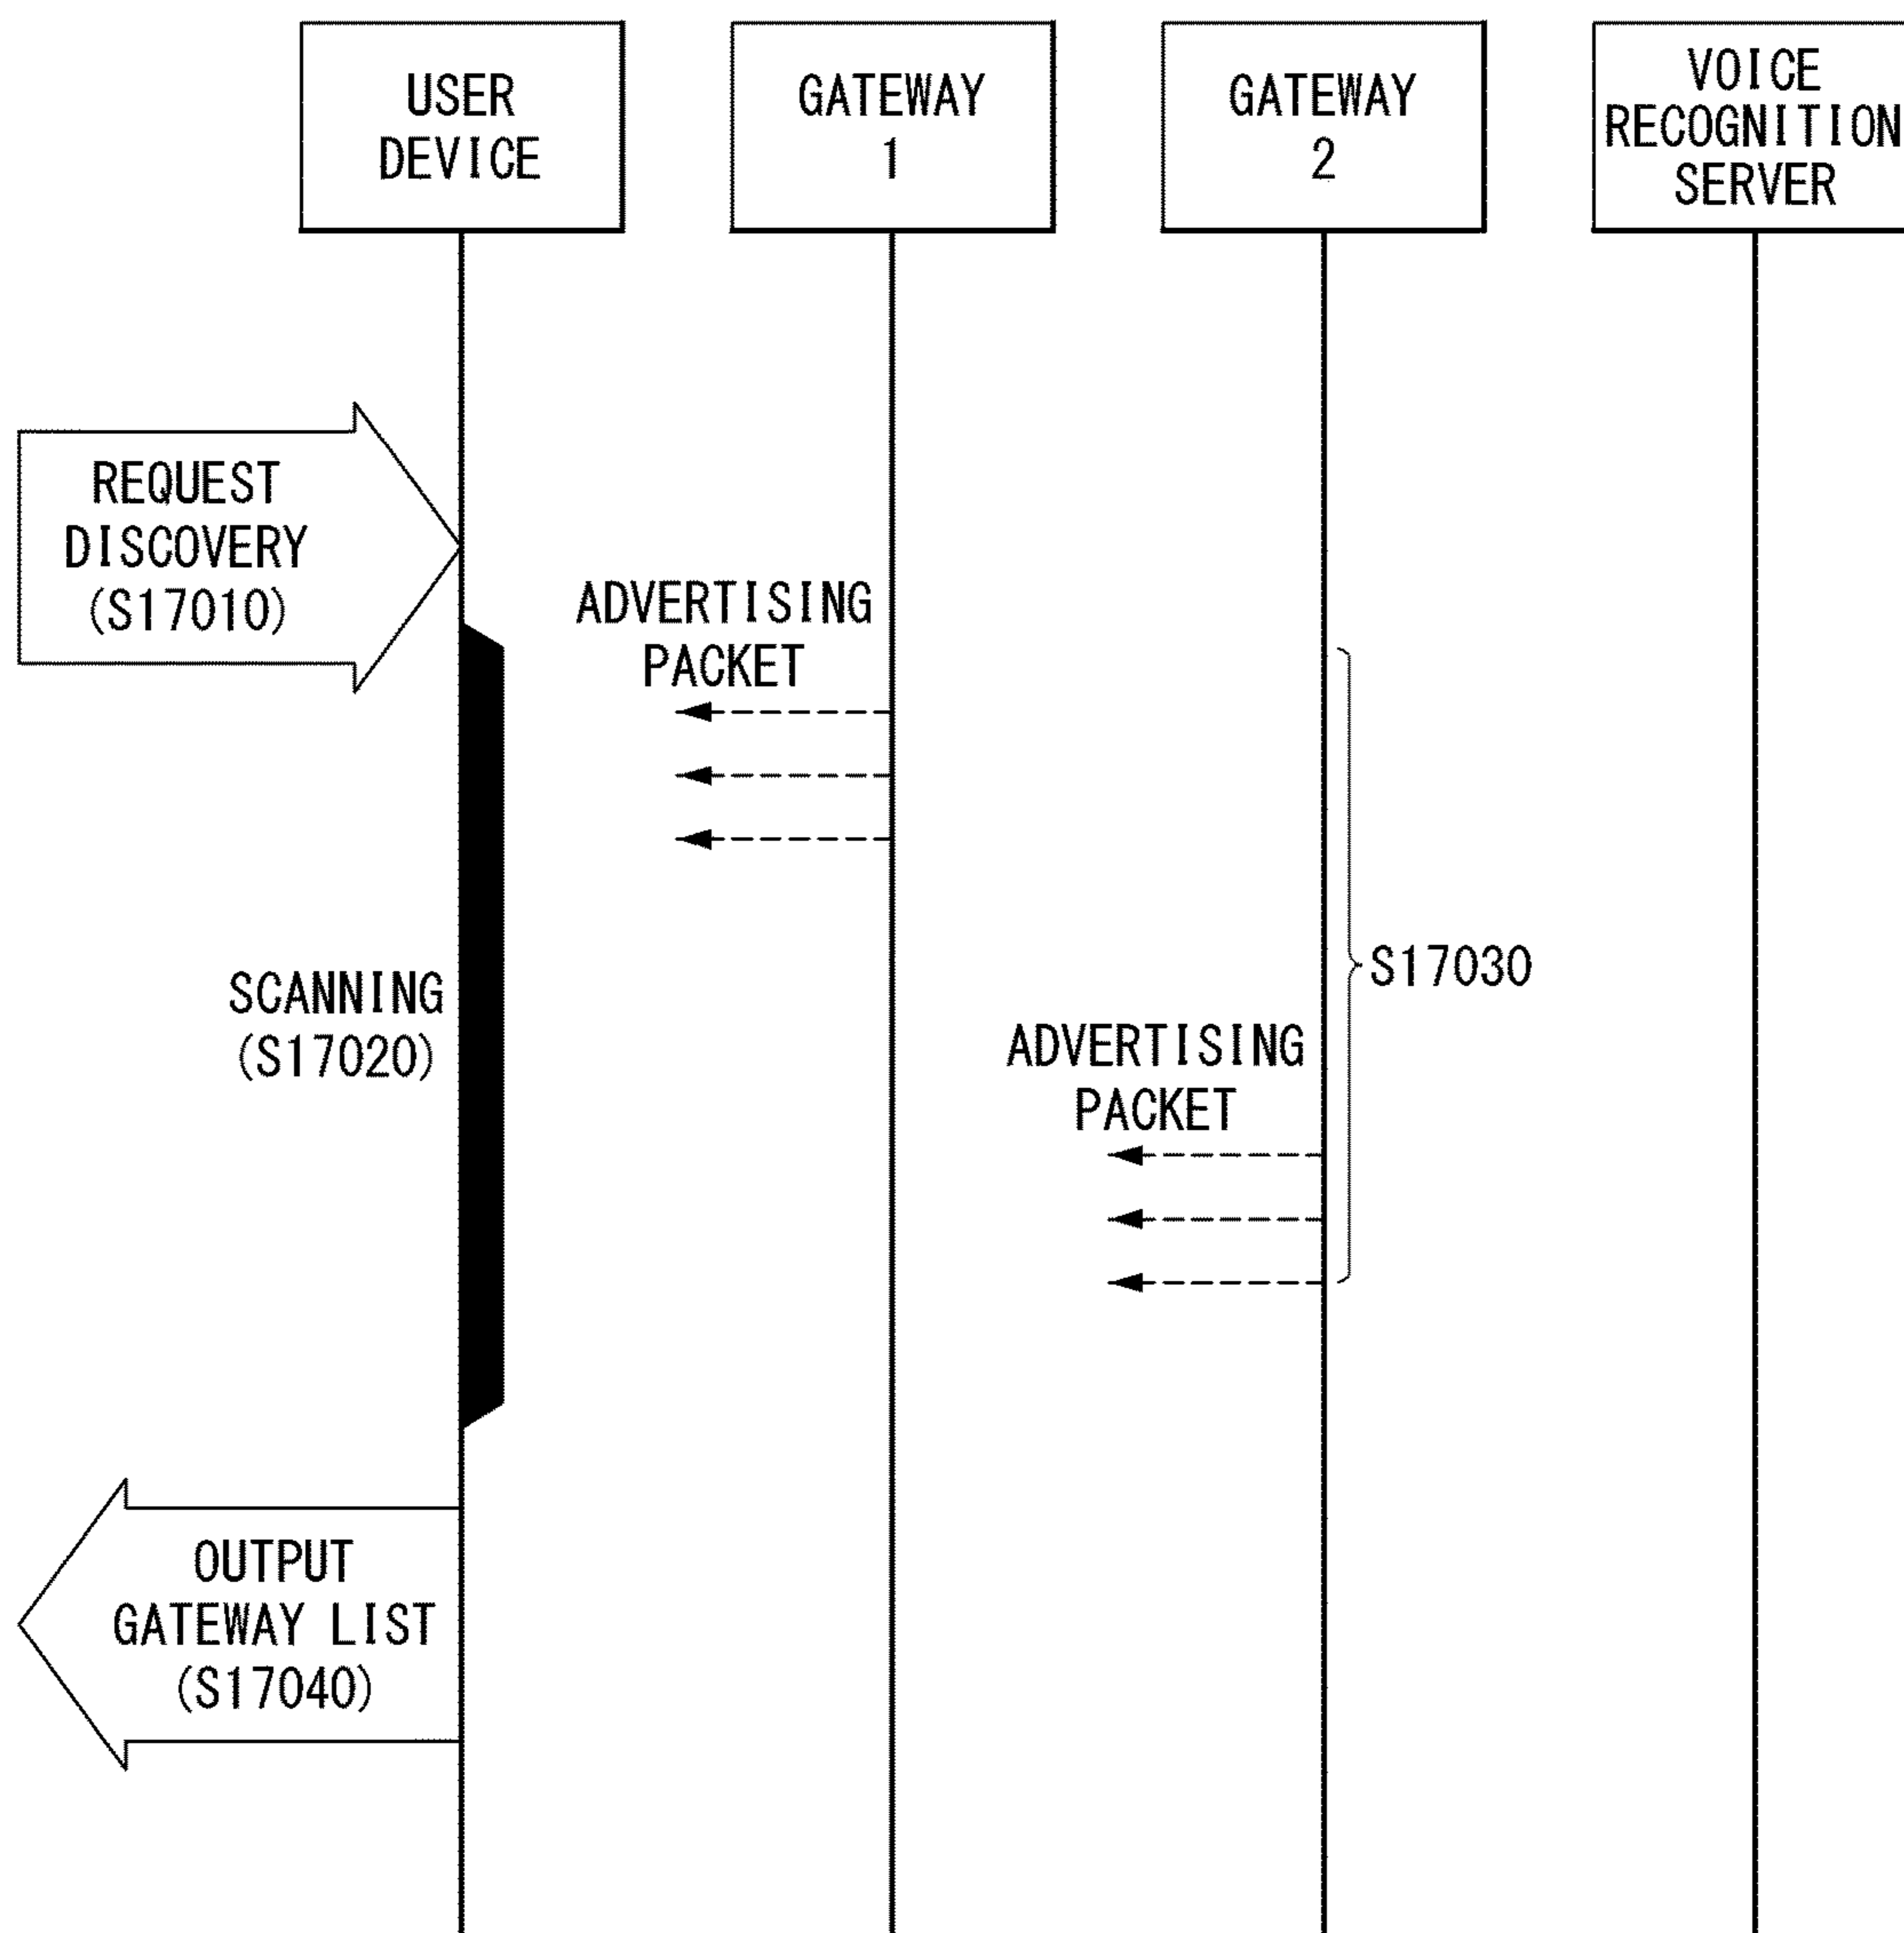 USER
DEVICE
GATEWAY
1
GATEWAY
2
VOICE
RECOGNITION
SERVER
REQUEST
DISCOVERY
(S17010)
ADVERTISING
PACKET
SCANNING
(S17020)
S17030
ADVERTISING
PACKET
OUTPUT
GATEWAY LIST
(S17040)